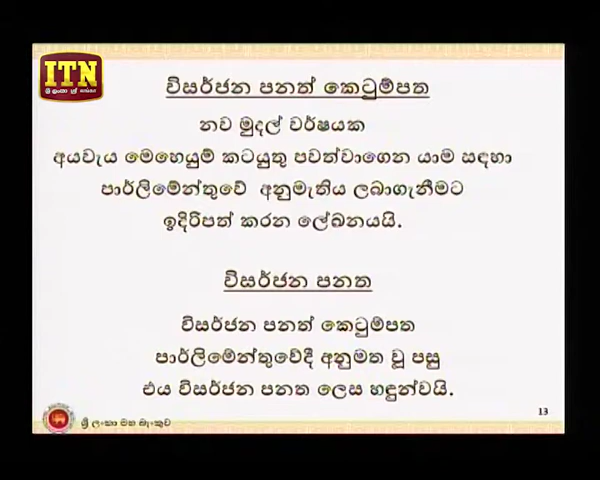 ITN
ශ්‍රී ලංකා
විසර්ජන පනත් කෙටුම්පත
නව මුදල් වර්ෂයක
අයවැය මෙහෙයුම් කටයුතු පවත්වාගෙන යාම සඳහා
පාර්ලිමේන්තුවේ අනුමැතිය ලබාගැනීමට
ඉදිරිපත් කරන ලේඛනයයි.
විසර්ජන පනත
විසර්ජන පනත් කෙටුම්පත
පාර්ලිමේන්තුවේදී අනුමත වූ පසු
එය විසර්ජන පනත ලෙස හඳුන්වයි.
13
ශ්‍රී ලංකා මහ බැංකුව